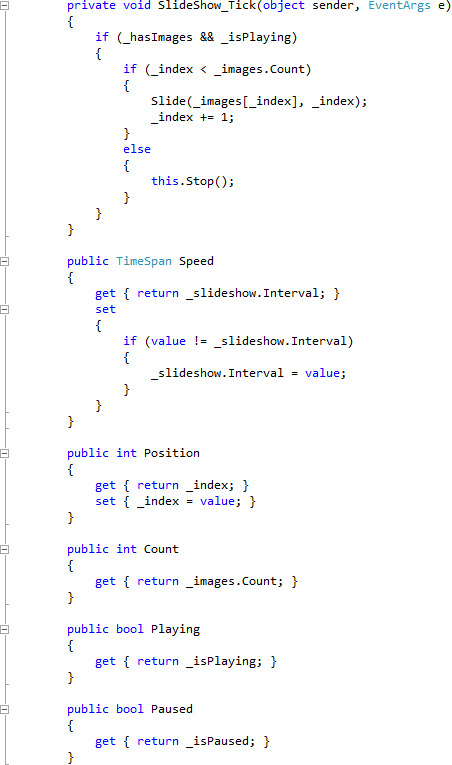 private void SlideShow_Tick(object sender, EventArgs e)
{
    if (_hasImages && _isPlaying)
    {
        if (_index < _images.Count)
        {
            Slide(_images[_index], _index);
            _index += 1;
        }
        else
        {
            this.Stop();
        }
    }
}

public TimeSpan Speed
{
    get { return _slideshow.Interval; }
    set
    {
        if (value != _slideshow.Interval)
        {
            _slideshow.Interval = value;
        }
    }
}

public int Position
{
    get { return _index; }
    set { _index = value; }
}

public int Count
{
    get { return _images.Count; }
}

public bool Playing
{
    get { return _isPlaying; }
}

public bool Paused
{
    get { return _isPaused; }
}